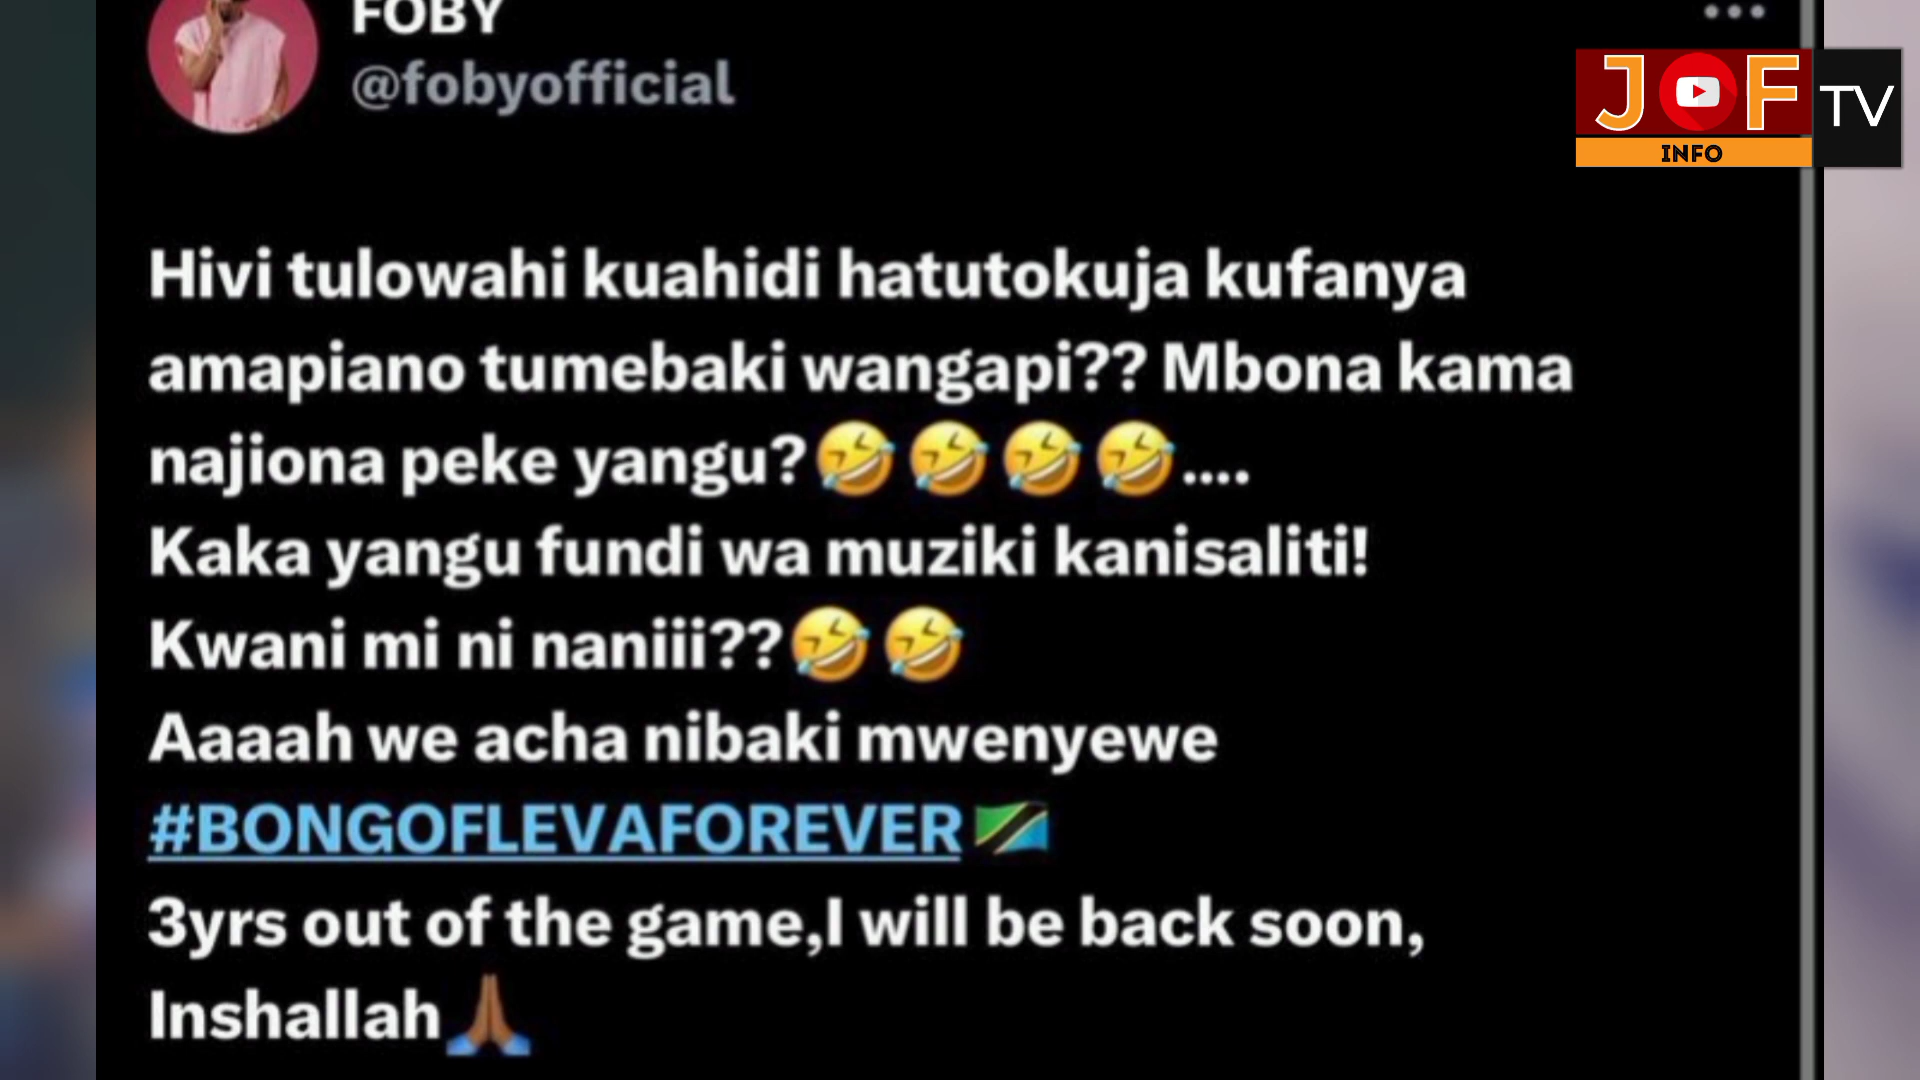 FOBY
@fobyofficial
JOF TV
INFO
Hivi tulowahi kuahidi hatutokuja kufanya
amapiano tumebaki wangapi?? Mbona kama
najiona peke yangu?🤣🤣🤣🤣....
Kaka yangu fundi wa muziki kanisaliti!
Kwani mi ni naniii??🤣🤣
Aaaah we acha nibaki mwenyewe
#BONGOFLEVAFOREVER🇹🇿
3yrs out of the game,I will be back soon,
Inshallah🙏🏾